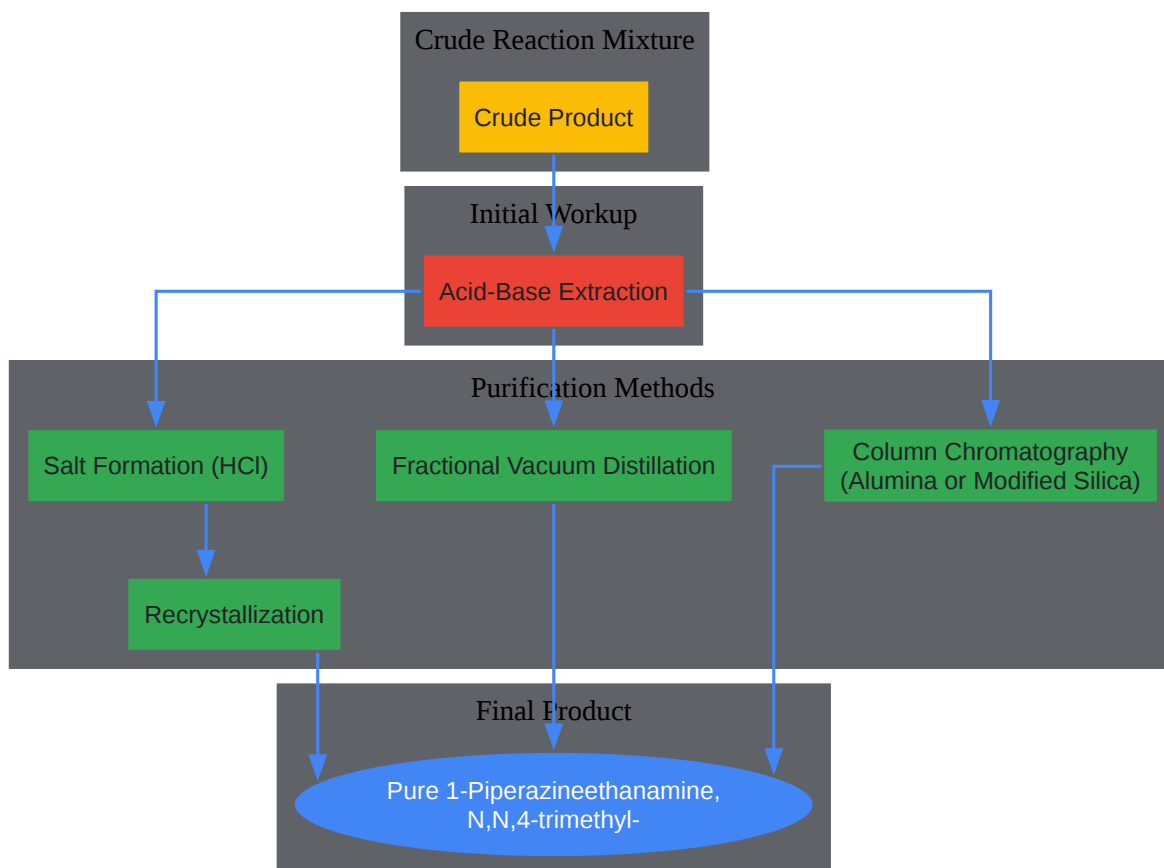 Crude Reaction Mixture
Crude Product
Initial Workup
Acid-Base Extraction
Purification Methods
Salt Formation (HCl)
Fractional Vacuum Distillation
Column Chromatography
(Alumina or Modified Silica)
Recrystallization
Final Product
Pure 1-Piperazineethanamine,
N,N,4-trimethyl-